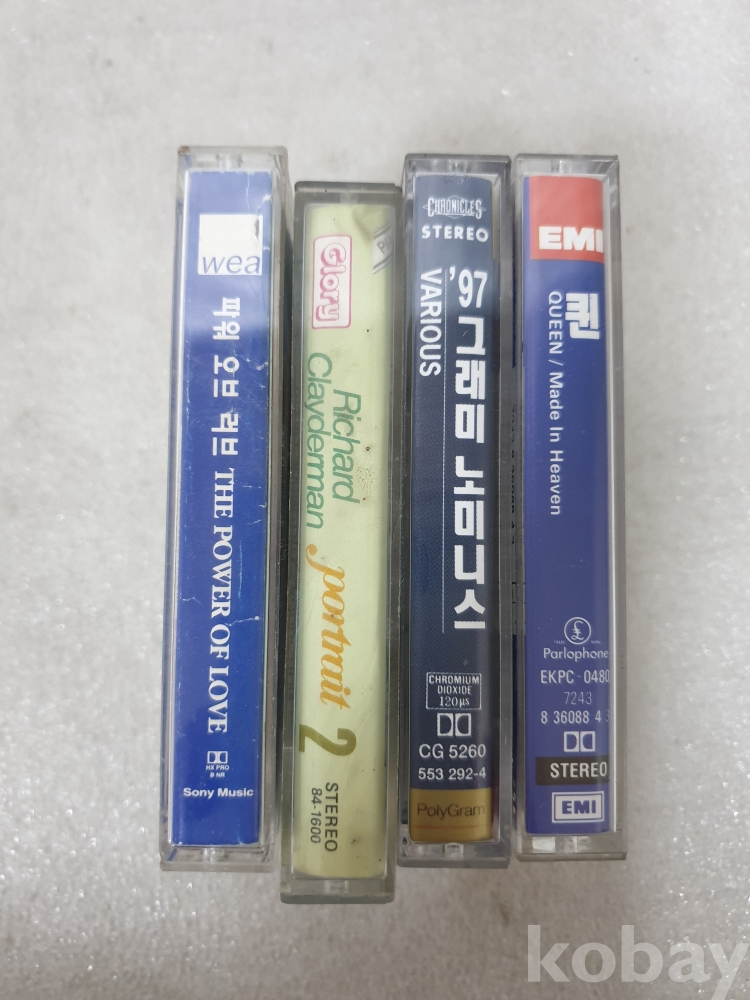 wea
파워 오브 러브 THE POWER OF LOVE
HX PRO
B NR
Sony Music
Glory
Richard
Clayderman
portrait
2
STEREO
84-1600
CHRONICLES
STEREO
'97 그래미 노미니스
VARIOUS
CHROMIUM
DIOXIDE
120µs
CG 5260
553 292-4
PolyGram
EMI
퀸
QUEEN / Made In Heaven
Parlophone
EKPC-0480
7243
8 36088 4
STEREO
EMI
kobay